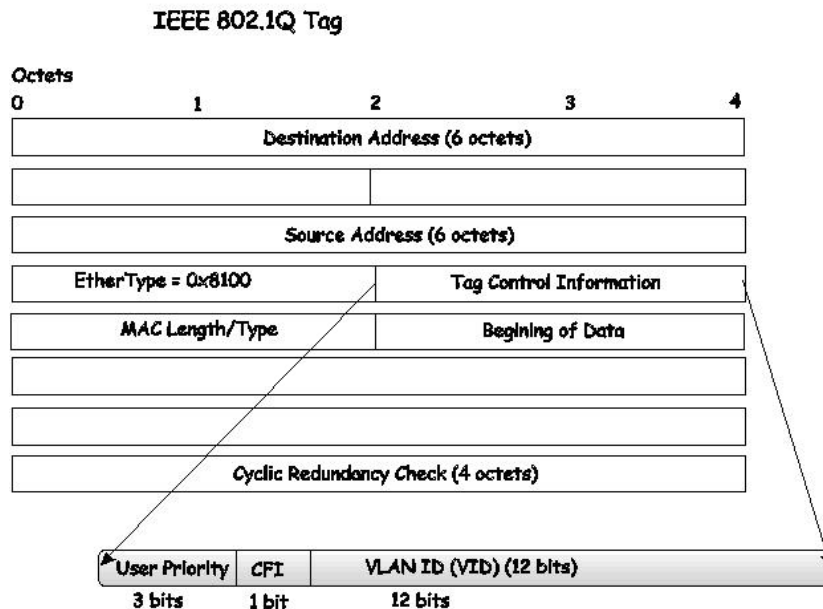 IEEE 802.1Q Tag
Octets
0 1 2 3 4
Destination Address (6 octets)
Source Address (6 octets)
EtherType = 0x8100 Tag Control Information
MAC Length/Type Begining of Data
Cyclic Redundancy Check (4 octets)
User Priority CFI VLAN ID (VID) (12 bits)
3 bits 1 bit 12 bits